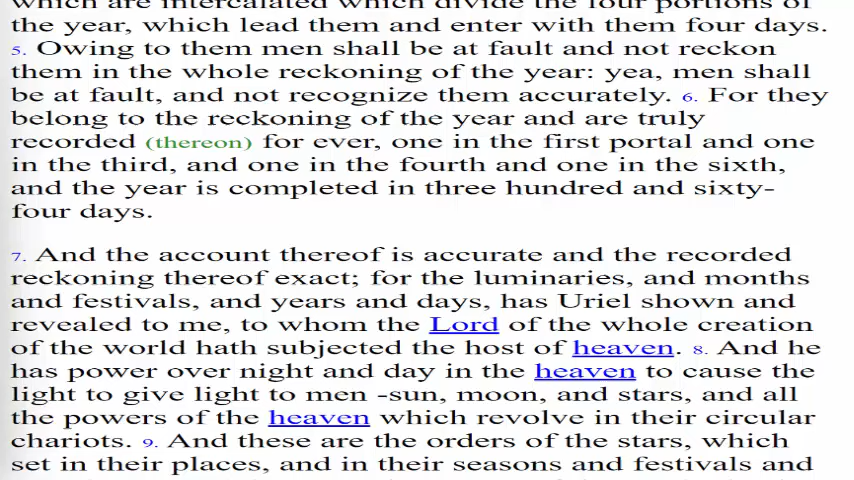 which are intercalated which divide the four portions of
the year, which lead them and enter with them four days.
5. Owing to them men shall be at fault and not reckon
them in the whole reckoning of the year: yea, men shall
be at fault, and not recognize them accurately. 6. For they
belong to the reckoning of the year and are truly
recorded (thereon) for ever, one in the first portal and one
in the third, and one in the fourth and one in the sixth,
and the year is completed in three hundred and sixty-
four days.
7. And the account thereof is accurate and the recorded
reckoning thereof exact; for the luminaries, and months
and festivals, and years and days, has Uriel shown and
revealed to me, to whom the Lord of the whole creation
of the world hath subjected the host of heaven. 8. And he
has power over night and day in the heaven to cause the
light to give light to men -sun, moon, and stars, and all
the powers of the heaven which revolve in their circular
chariots. 9. And these are the orders of the stars, which
set in their places, and in their seasons and festivals and